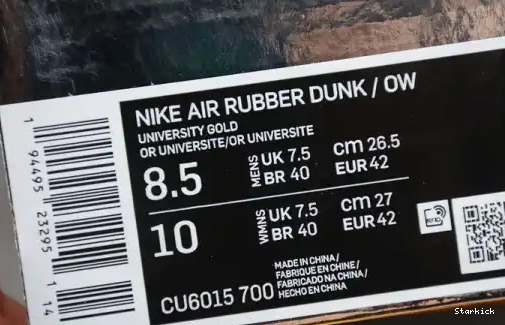 NIKE AIR RUBBER DUNK / OW
UNIVERSITY GOLD
OR UNIVERSITE/OR UNIVERSITE
8.5
MENS
UK 7.5
BR 40
cm 26.5
EUR 42
10
WMNS
UK 7.5
BR 40
cm 27
EUR 42
MADE IN CHINA /
FABRIQUE EN CHINE /
FABRICADO NA CHINA /
HECHO EN CHINA
CU6015 700
1 94495 23295 1 14
RFID
Starkick